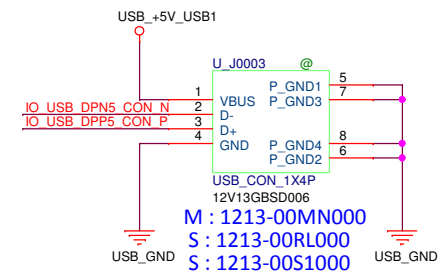 USB_+5V_USB1
U_J0003 @
1 VBUS P_GND1 5
P_GND3 7
IO_USB_DPN5_CON_N 2 D-
IO_USB_DPP5_CON_P 3 D+
4 GND P_GND4 8
P_GND2 6
USB_CON_1X4P
12V13GBSD006
M : 1213-00MN000
S : 1213-00RL000
S : 1213-00S1000
USB_GND USB_GND